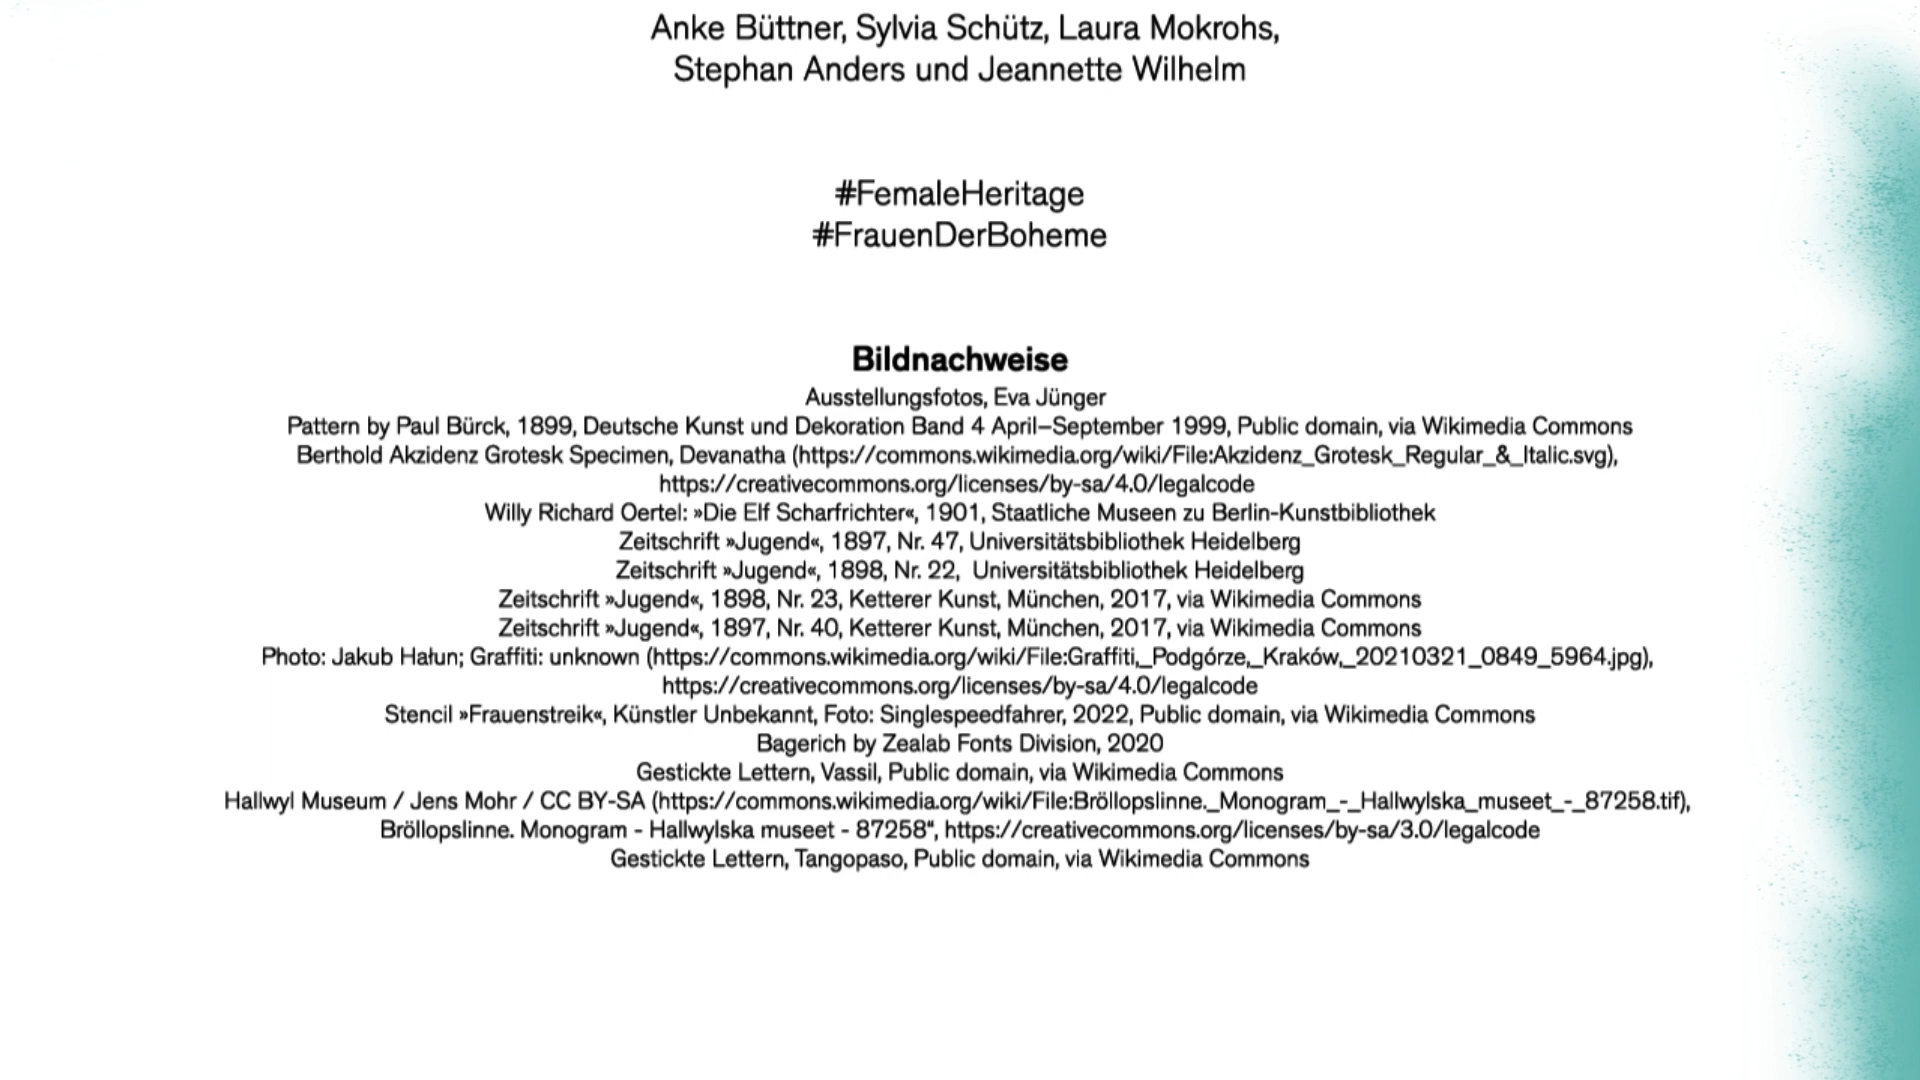 Anke Büttner, Sylvia Schütz, Laura Mokrohs,
Stephan Anders und Jeannette Wilhelm
#FemaleHeritage
#FrauenDerBoheme
Bildnachweise
Ausstellungsfotos, Eva Jünger
Pattern by Paul Bürck, 1899, Deutsche Kunst und Dekoration Band 4 April–September 1999, Public domain, via Wikimedia Commons
Berthold Akzidenz Grotesk Specimen, Devanatha (https://commons.wikimedia.org/wiki/File:Akzidenz_Grotesk_Regular_&_Italic.svg),
https://creativecommons.org/licenses/by-sa/4.0/legalcode
Willy Richard Oertel: »Die Elf Scharfrichter«, 1901, Staatliche Museen zu Berlin-Kunstbibliothek
Zeitschrift »Jugend«, 1897, Nr. 47, Universitätsbibliothek Heidelberg
Zeitschrift »Jugend«, 1898, Nr. 22, Universitätsbibliothek Heidelberg
Zeitschrift »Jugend«, 1898, Nr. 23, Ketterer Kunst, München, 2017, via Wikimedia Commons
Zeitschrift »Jugend«, 1897, Nr. 40, Ketterer Kunst, München, 2017, via Wikimedia Commons
Photo: Jakub Hałun; Graffiti: unknown (https://commons.wikimedia.org/wiki/File:Graffiti,_Podgórze,_Kraków,_20210321_0849_5964.jpg),
https://creativecommons.org/licenses/by-sa/4.0/legalcode
Stencil »Frauenstreik«, Künstler Unbekannt, Foto: Singlespeedfahrer, 2022, Public domain, via Wikimedia Commons
Bagerich by Zealab Fonts Division, 2020
Gestickte Lettern, Vassil, Public domain, via Wikimedia Commons
Hallwyl Museum / Jens Mohr / CC BY-SA (https://commons.wikimedia.org/wiki/File:Bröllopslinne._Monogram_-_Hallwylska_museet_-_87258.tif),
Bröllopslinne. Monogram - Hallwylska museet - 87258“, https://creativecommons.org/licenses/by-sa/3.0/legalcode
Gestickte Lettern, Tangopaso, Public domain, via Wikimedia Commons